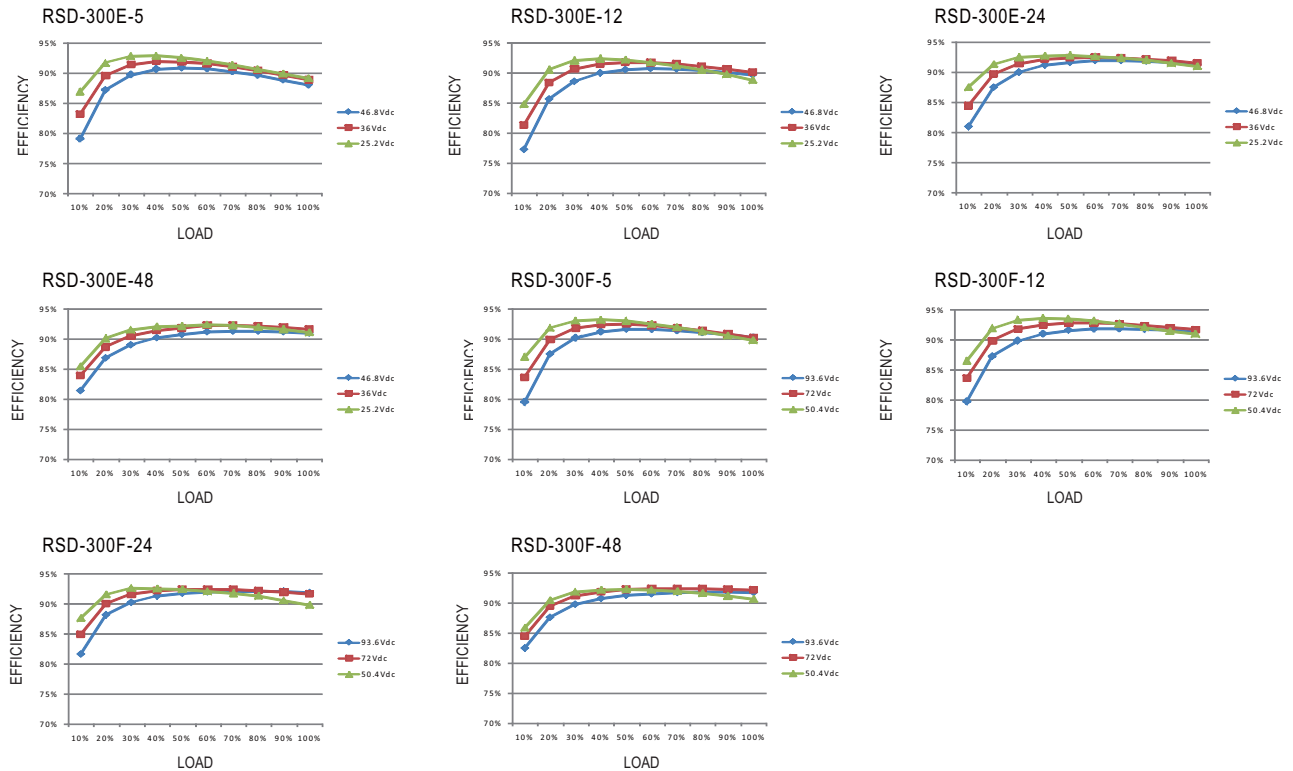 RSD-300E-5
EFFICIENCY
95%
90%
85%
80%
75%
70%
10% 20% 30% 40% 50% 60% 70% 80% 90% 100%
LOAD
46.8Vdc
36Vdc
25.2Vdc
RSD-300E-12
EFFICIENCY
95%
90%
85%
80%
75%
70%
10% 20% 30% 40% 50% 60% 70% 80% 90% 100%
LOAD
46.8Vdc
36Vdc
25.2Vdc
RSD-300E-24
EFFICIENCY
95%
90%
85%
80%
75%
70%
10% 20% 30% 40% 50% 60% 70% 80% 90% 100%
LOAD
46.8Vdc
36Vdc
25.2Vdc
RSD-300E-48
EFFICIENCY
95%
90%
85%
80%
75%
70%
10% 20% 30% 40% 50% 60% 70% 80% 90% 100%
LOAD
46.8Vdc
36Vdc
25.2Vdc
RSD-300F-5
EFFICIENCY
95%
90%
85%
80%
75%
70%
10% 20% 30% 40% 50% 60% 70% 80% 90% 100%
LOAD
93.6Vdc
72Vdc
50.4Vdc
RSD-300F-12
EFFICIENCY
95%
90%
85%
80%
75%
70%
10% 20% 30% 40% 50% 60% 70% 80% 90% 100%
LOAD
93.6Vdc
72Vdc
50.4Vdc
RSD-300F-24
EFFICIENCY
95%
90%
85%
80%
75%
70%
10% 20% 30% 40% 50% 60% 70% 80% 90% 100%
LOAD
93.6Vdc
72Vdc
50.4Vdc
RSD-300F-48
EFFICIENCY
95%
90%
85%
80%
75%
70%
10% 20% 30% 40% 50% 60% 70% 80% 90% 100%
LOAD
93.6Vdc
72Vdc
50.4Vdc